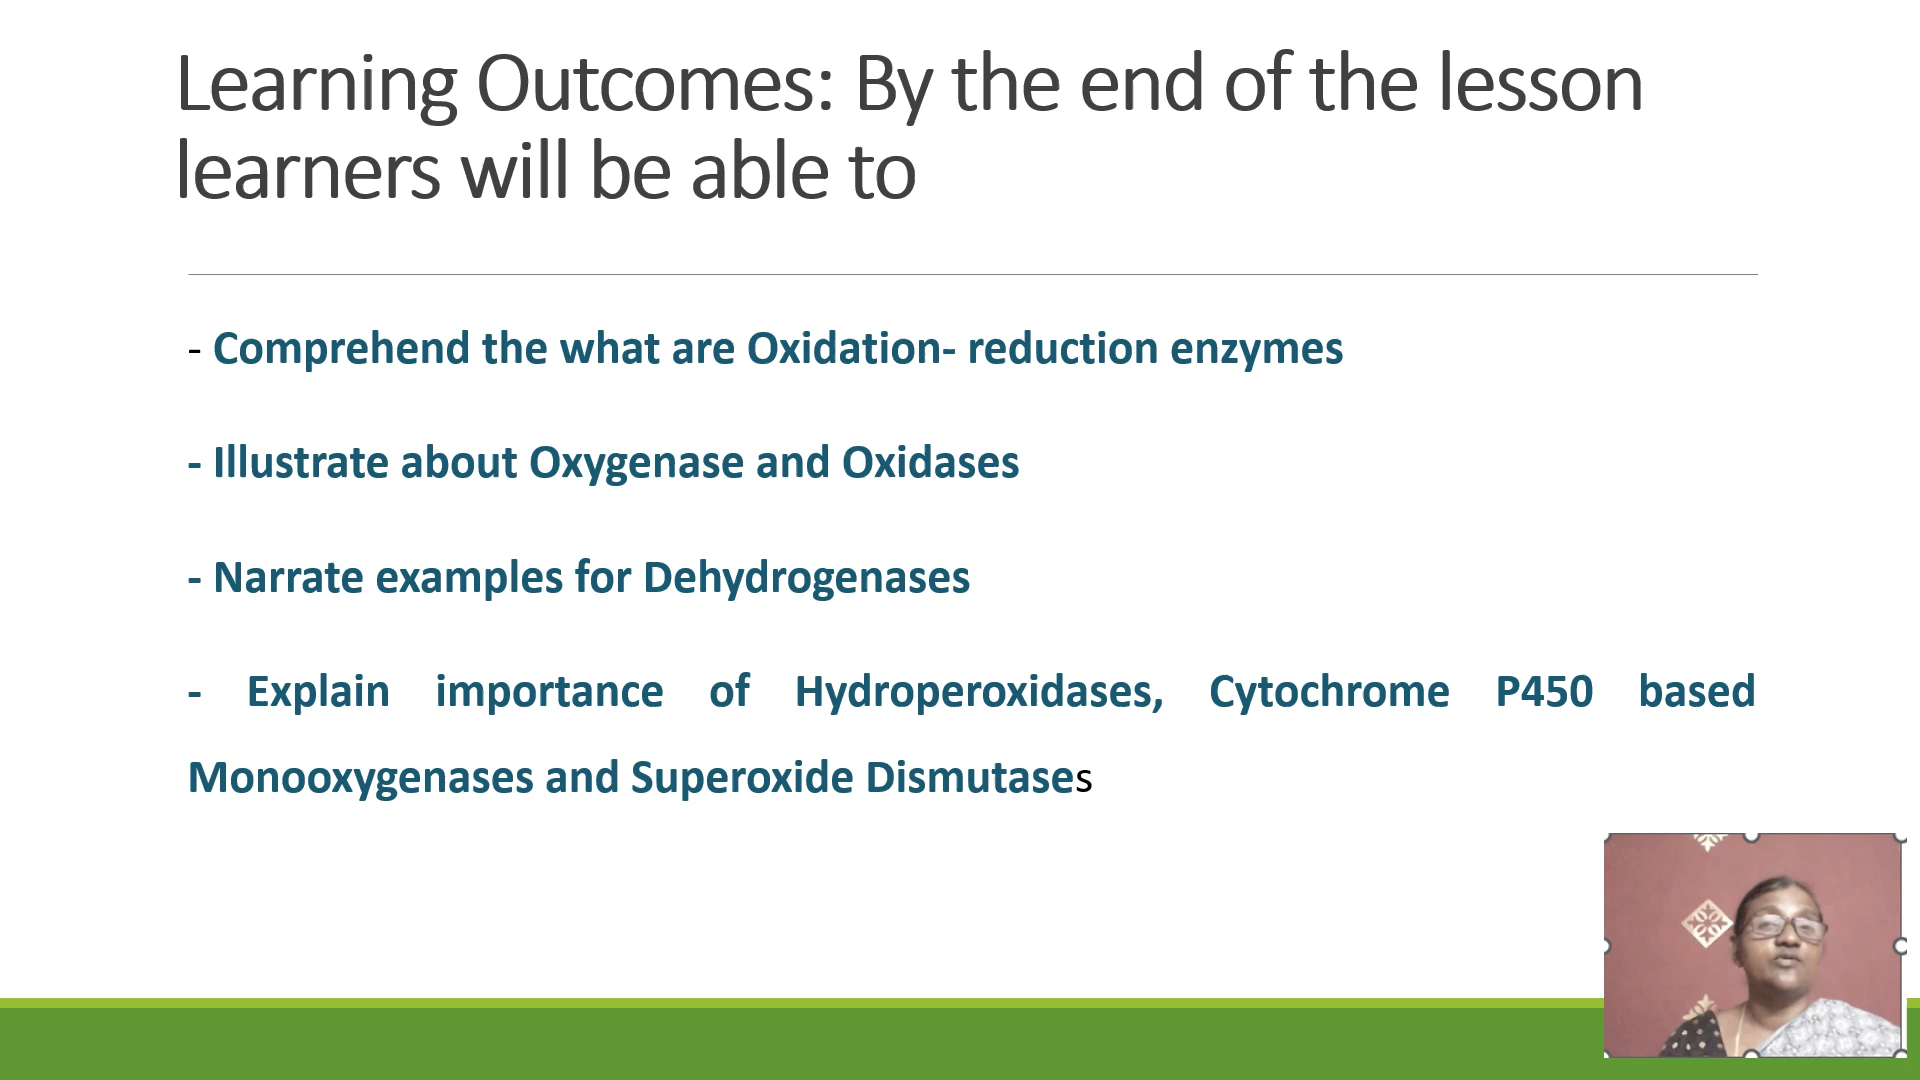 Learning Outcomes: By the end of the lesson
learners will be able to
- Comprehend the what are Oxidation- reduction enzymes
- Illustrate about Oxygenase and Oxidases
- Narrate examples for Dehydrogenases
- Explain importance of Hydroperoxidases, Cytochrome P450 based
Monooxygenases and Superoxide Dismutases